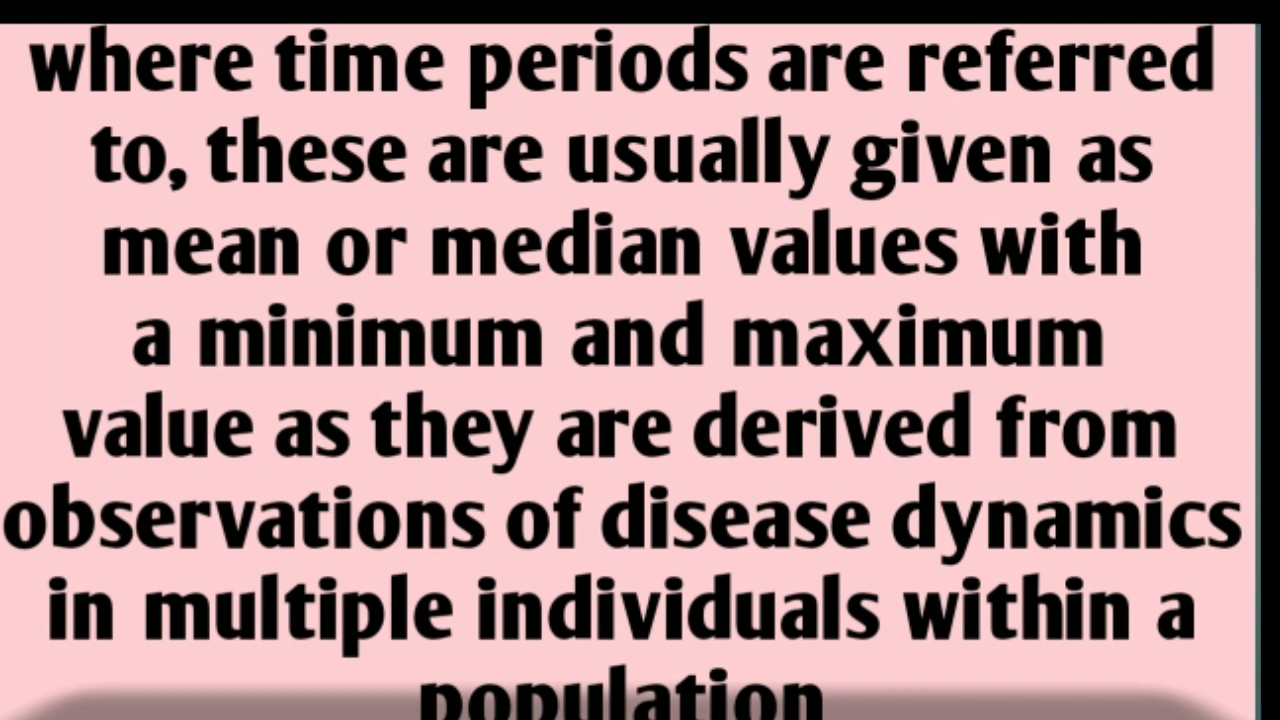 where time periods are referred
to, these are usually given as
mean or median values with
a minimum and maximum
value as they are derived from
observations of disease dynamics
in multiple individuals within a
population